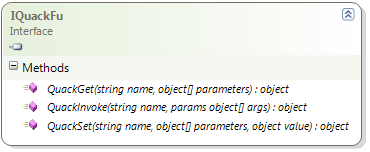 IQuackFu
Interface
Methods
QuackGet(string name, object[] parameters) : object
QuackInvoke(string name, params object[] args) : object
QuackSet(string name, object[] parameters, object value) : object